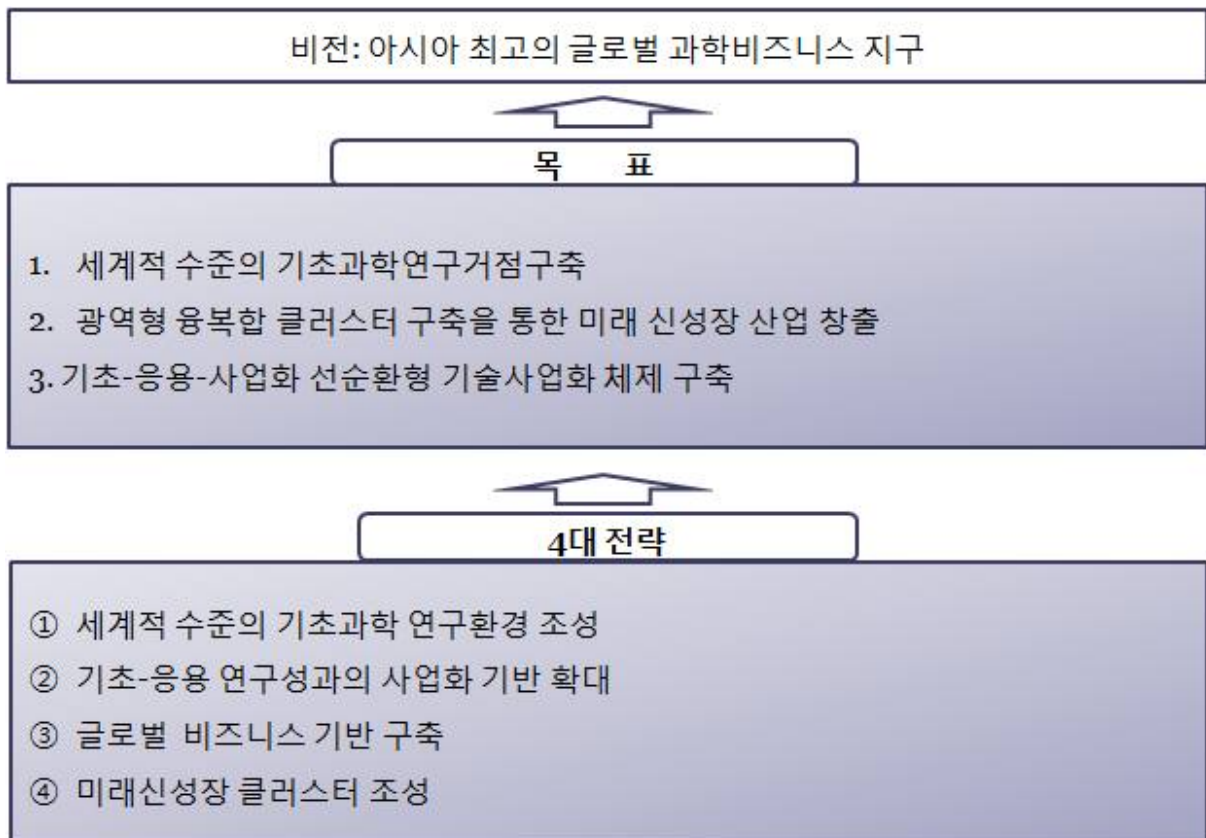 비전: 아시아 최고의 글로벌 과학비즈니스 지구
목 표
1. 세계적 수준의 기초과학연구거점구축
2. 광역형 융복합 클러스터 구축을 통한 미래 신성장 산업 창출
3. 기초-응용-사업화 선순환형 기술사업화 체제 구축
4대 전략
① 세계적 수준의 기초과학 연구환경 조성
② 기초-응용 연구성과의 사업화 기반 확대
③ 글로벌 비즈니스 기반 구축
④ 미래신성장 클러스터 조성